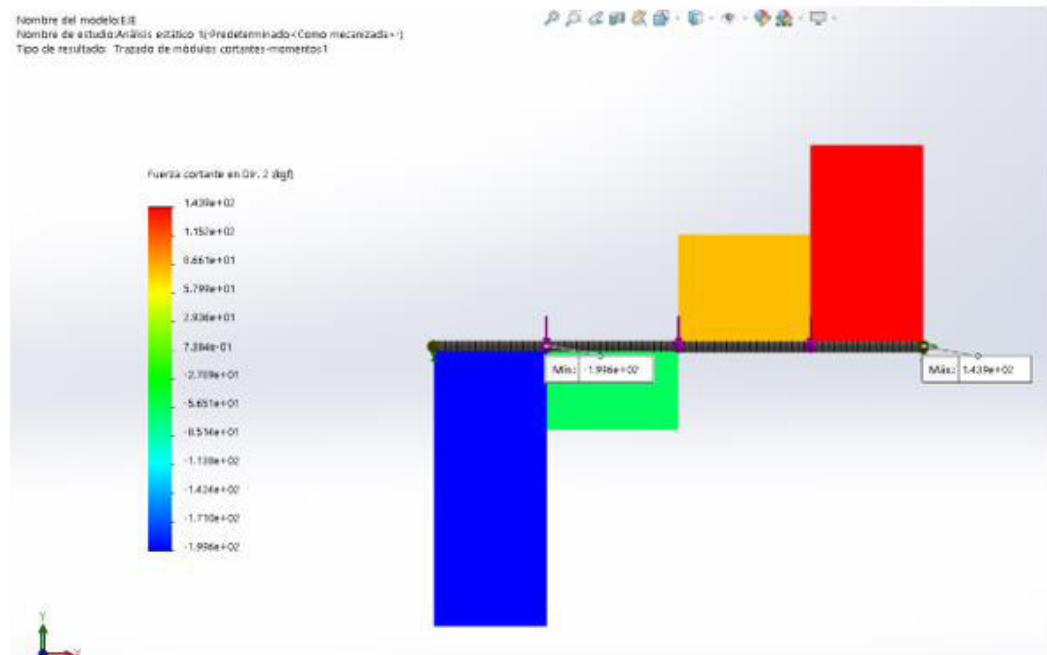 Nombre del modelo:EJE
Nombre de estudio:Análisis estático 1(-Predeterminado<Como mecanizada>-)
Tipo de resultado: Trazado de módulos cortantes-momentos1
Fuerza cortante en Dir. 2 (kgf)
1.439e+02
1.152e+02
8.661e+01
5.799e+01
2.936e+01
7.384e-01
-2.789e+01
-5.651e+01
-8.514e+01
-1.138e+02
-1.424e+02
-1.710e+02
-1.996e+02
Mín.: -1.996e+02
Máx.: 1.439e+02
Y
X